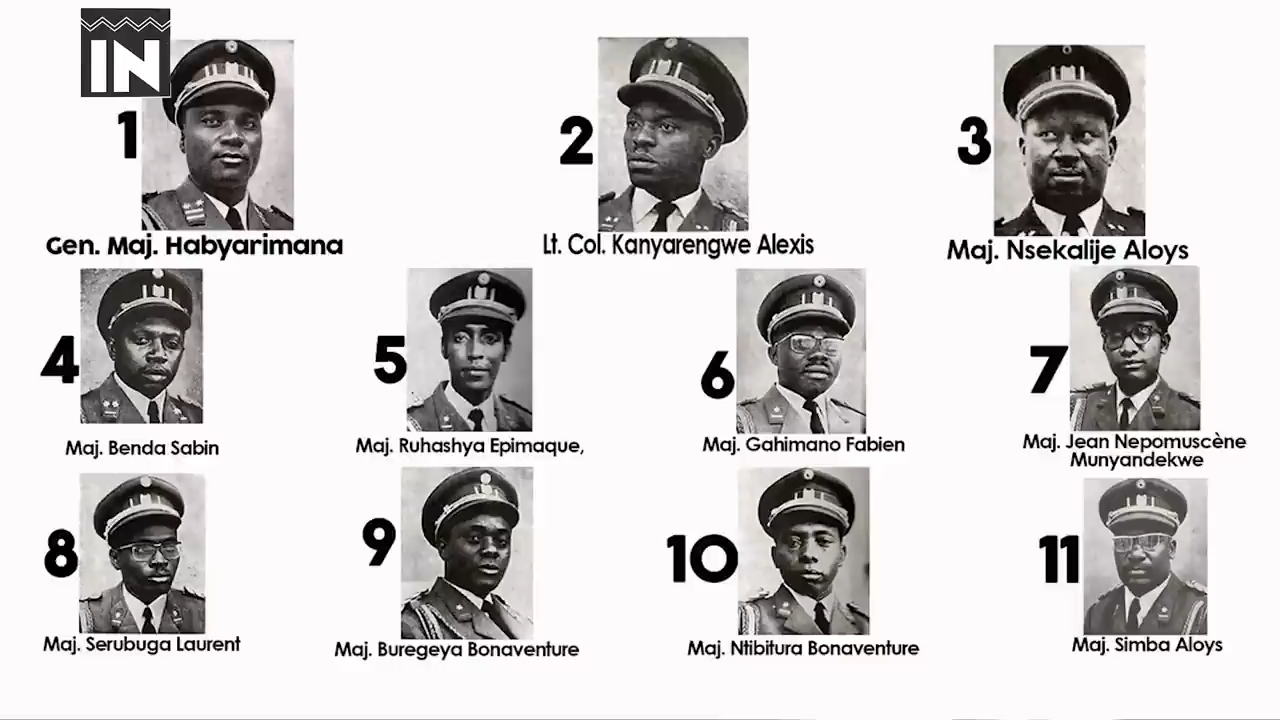 IN
1
2
3
Gen. Maj. Habyarimana
Lt. Col. Kanyarengwe Alexis
Maj. Nsekalije Aloys
4
5
6
7
Maj. Benda Sabin
Maj. Ruhashya Epimaque,
Maj. Gahimano Fabien
Maj. Jean Nepomuscène
Munyandekwe
8
9
10
11
Maj. Serubuga Laurent
Maj. Buregeya Bonaventure
Maj. Ntibitura Bonaventure
Maj. Simba Aloys